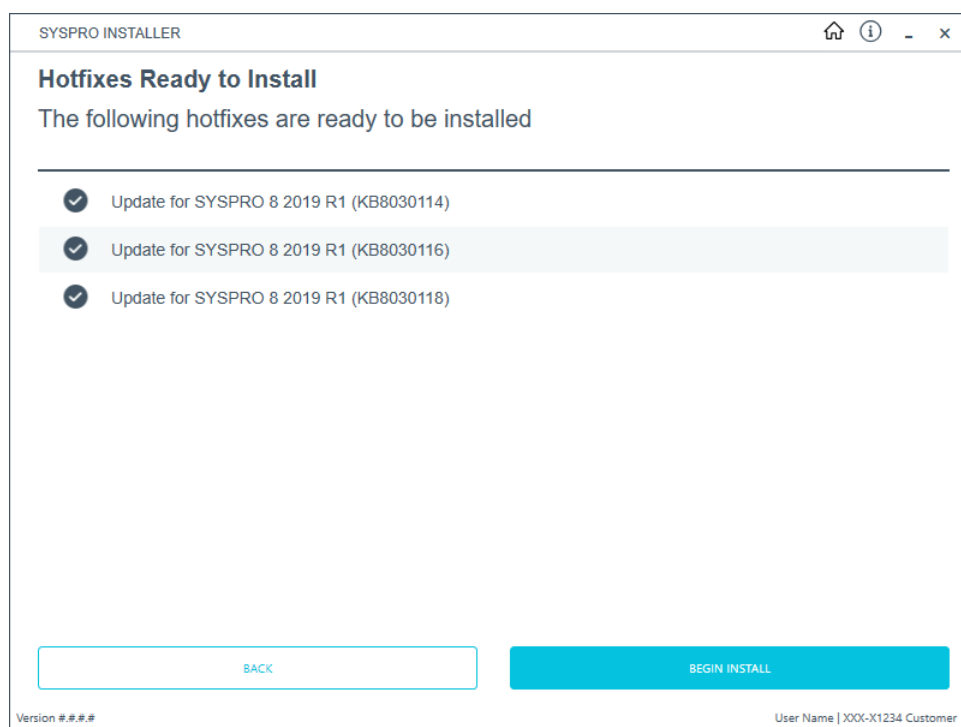 SYSPRO INSTALLER
Hotfixes Ready to Install
The following hotfixes are ready to be installed
Update for SYSPRO 8 2019 R1 (KB8030114)
Update for SYSPRO 8 2019 R1 (KB8030116)
Update for SYSPRO 8 2019 R1 (KB8030118)
BACK
BEGIN INSTALL
Version #.#.#.#
User Name | XXX-X1234 Customer